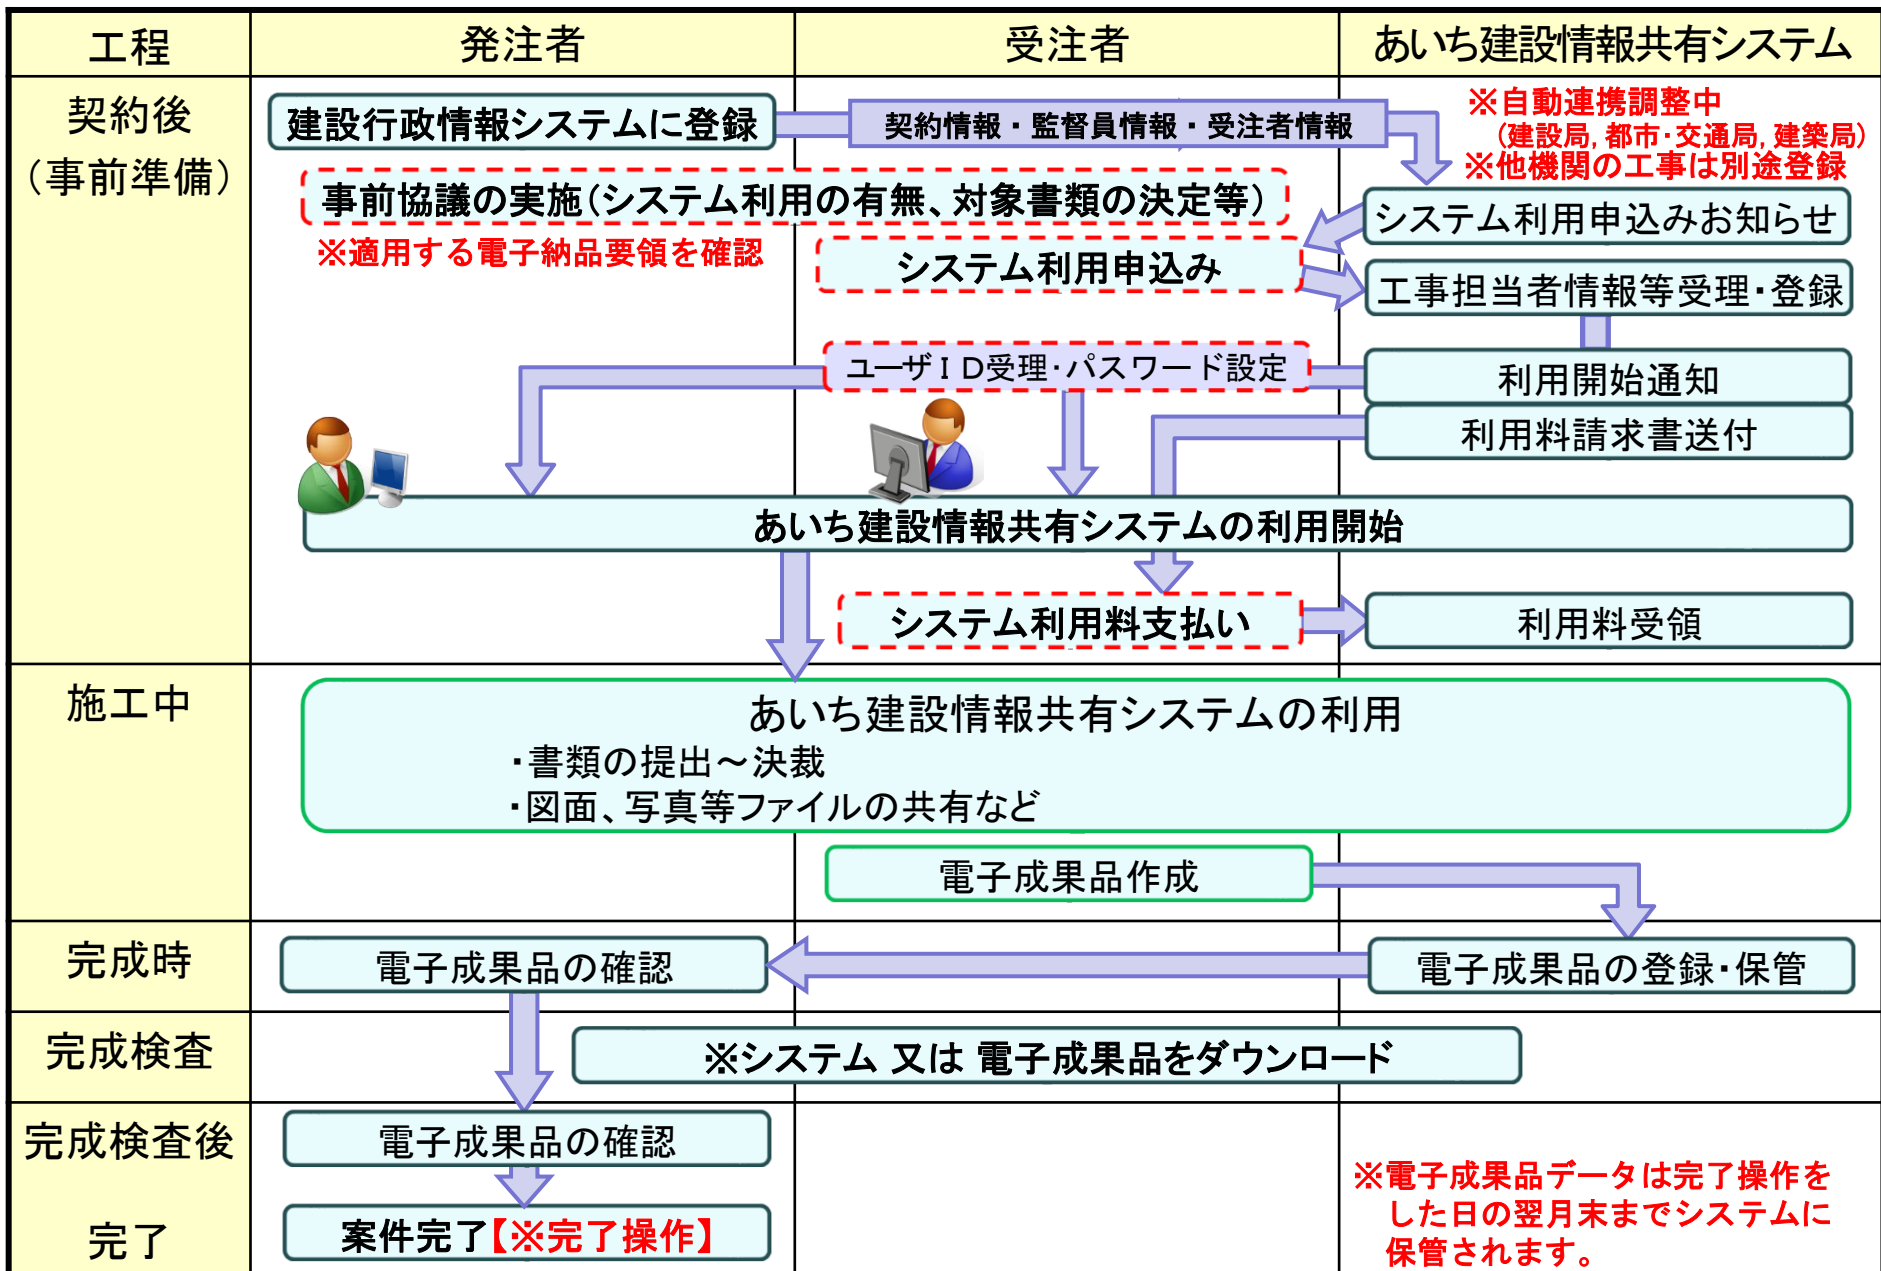 工程
発注者
受注者
あいち建設情報共有システム
契約後
（事前準備）
建設行政情報システムに登録
契約情報・監督員情報・受注者情報
※自動連携調整中
（建設局，都市・交通局，建築局）
※他機関の工事は別途登録
事前協議の実施（システム利用の有無、対象書類の決定等）
※適用する電子納品要領を確認
システム利用申込みお知らせ
システム利用申込み
工事担当者情報等受理・登録
ユーザＩＤ受理・パスワード設定
利用開始通知
利用料請求書送付
あいち建設情報共有システムの利用開始
システム利用料支払い
利用料受領
施工中
あいち建設情報共有システムの利用
・書類の提出～決裁
・図面、写真等ファイルの共有など
電子成果品作成
完成時
電子成果品の確認
電子成果品の登録・保管
完成検査
※システム 又は 電子成果品をダウンロード
完成検査後
電子成果品の確認
完了
案件完了【※完了操作】
※電子成果品データは完了操作を
した日の翌月末までシステムに
保管されます。